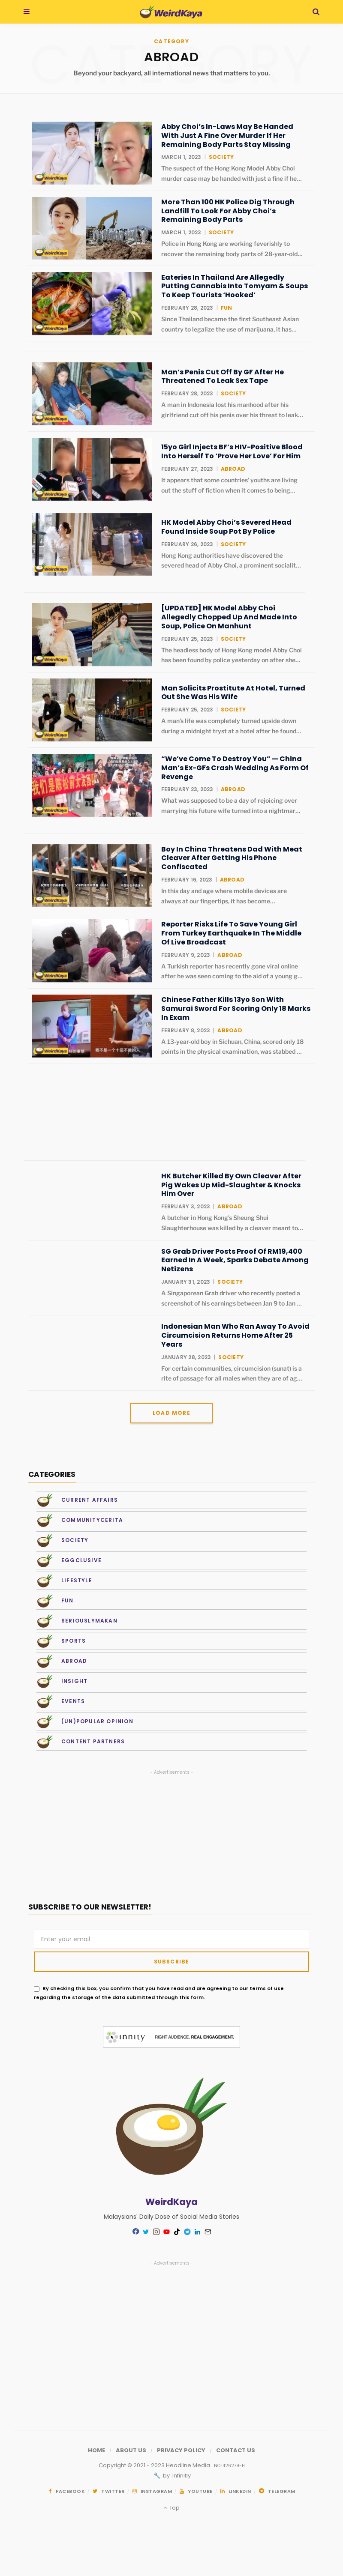 WeirdKaya
CATEGORY
ABROAD
Beyond your backyard, all international news that matters to you.
Abby Choi's In-Laws May Be Handed
With Just A Fine Over Murder If Her
Remaining Body Parts Stay Missing
MARCH 1, 2023 | SOCIETY
The suspect of the Hong Kong Model Abby Choi
murder case may be handed with just a fine if he…
More Than 100 HK Police Dig Through
Landfill To Look For Abby Choi's
Remaining Body Parts
MARCH 1, 2023 | SOCIETY
Police in Hong Kong are working feverishly to
recover the remaining body parts of 28-year-old…
Eateries In Thailand Are Allegedly
Putting Cannabis Into Tomyam & Soups
To Keep Tourists 'Hooked'
FEBRUARY 28, 2023 | FUN
Since Thailand became the first Southeast Asian
country to legalize the use of marijuana, it has…
Man's Penis Cut Off By GF After He
Threatened To Leak Sex Tape
FEBRUARY 28, 2023 | SOCIETY
A man in Indonesia lost his manhood after his
girlfriend cut off his penis over his threat to leak…
15yo Girl Injects BF's HIV-Positive Blood
Into Herself To 'Prove Her Love' For Him
FEBRUARY 27, 2023 | ABROAD
It appears that some countries' youths are living
out the stuff of fiction when it comes to being…
HK Model Abby Choi's Severed Head
Found Inside Soup Pot By Police
FEBRUARY 26, 2023 | SOCIETY
Hong Kong authorities have discovered the
severed head of Abby Choi, a prominent socialit…
[UPDATED] HK Model Abby Choi
Allegedly Chopped Up And Made Into
Soup, Police On Manhunt
FEBRUARY 25, 2023 | SOCIETY
The headless body of Hong Kong model Abby Choi
has been found by police yesterday on after she…
Man Solicits Prostitute At Hotel, Turned
Out She Was His Wife
FEBRUARY 25, 2023 | SOCIETY
A man's life was completely turned upside down
during a midnight tryst at a hotel after he found…
"We've Come To Destroy You" — China
Man's Ex-GFs Crash Wedding As Form Of
Revenge
FEBRUARY 23, 2023 | ABROAD
What was supposed to be a day of rejoicing over
marrying his future wife turned into a nightmar…
Boy In China Threatens Dad With Meat
Cleaver After Getting His Phone
Confiscated
FEBRUARY 16, 2023 | ABROAD
In this day and age where mobile devices are
always at our fingertips, it has become…
Reporter Risks Life To Save Young Girl
From Turkey Earthquake In The Middle
Of Live Broadcast
FEBRUARY 9, 2023 | ABROAD
A Turkish reporter has recently gone viral online
after he was seen coming to the aid of a young g…
Chinese Father Kills 13yo Son With
Samurai Sword For Scoring Only 18 Marks
In Exam
FEBRUARY 8, 2023 | ABROAD
A 13-year-old boy in Sichuan, China, scored only 18
points in the physical examination, was stabbed …
HK Butcher Killed By Own Cleaver After
Pig Wakes Up Mid-Slaughter & Knocks
Him Over
FEBRUARY 3, 2023 | ABROAD
A butcher in Hong Kong's Sheung Shui
Slaughterhouse was killed by a cleaver meant to…
SG Grab Driver Posts Proof Of RM19,400
Earned In A Week, Sparks Debate Among
Netizens
JANUARY 31, 2023 | SOCIETY
A Singaporean Grab driver who recently posted a
screenshot of his earnings between Jan 9 to Jan …
Indonesian Man Who Ran Away To Avoid
Circumcision Returns Home After 25
Years
JANUARY 29, 2023 | SOCIETY
For certain communities, circumcision (sunat) is a
rite of passage for all males when they are of ag…
LOAD MORE
CATEGORIES
CURRENT AFFAIRS
COMMUNITYCERITA
SOCIETY
EGGCLUSIVE
LIFESTYLE
FUN
SERIOUSLYMAKAN
SPORTS
ABROAD
INSIGHT
EVENTS
(UN)POPULAR OPINION
CONTENT PARTNERS
- Advertisements -
SUBSCRIBE TO OUR NEWSLETTER!
Enter your email
SUBSCRIBE
By checking this box, you confirm that you have read and are agreeing to our terms of use
regarding the storage of the data submitted through this form.
innity RIGHT AUDIENCE. REAL ENGAGEMENT.
WeirdKaya
Malaysians' Daily Dose of Social Media Stories
- Advertisements -
HOME / ABOUT US / PRIVACY POLICY / CONTACT US
Copyright © 2021 - 2023 Headline Media
by Infinity
FACEBOOK TWITTER INSTAGRAM YOUTUBE LINKEDIN TELEGRAM
Top